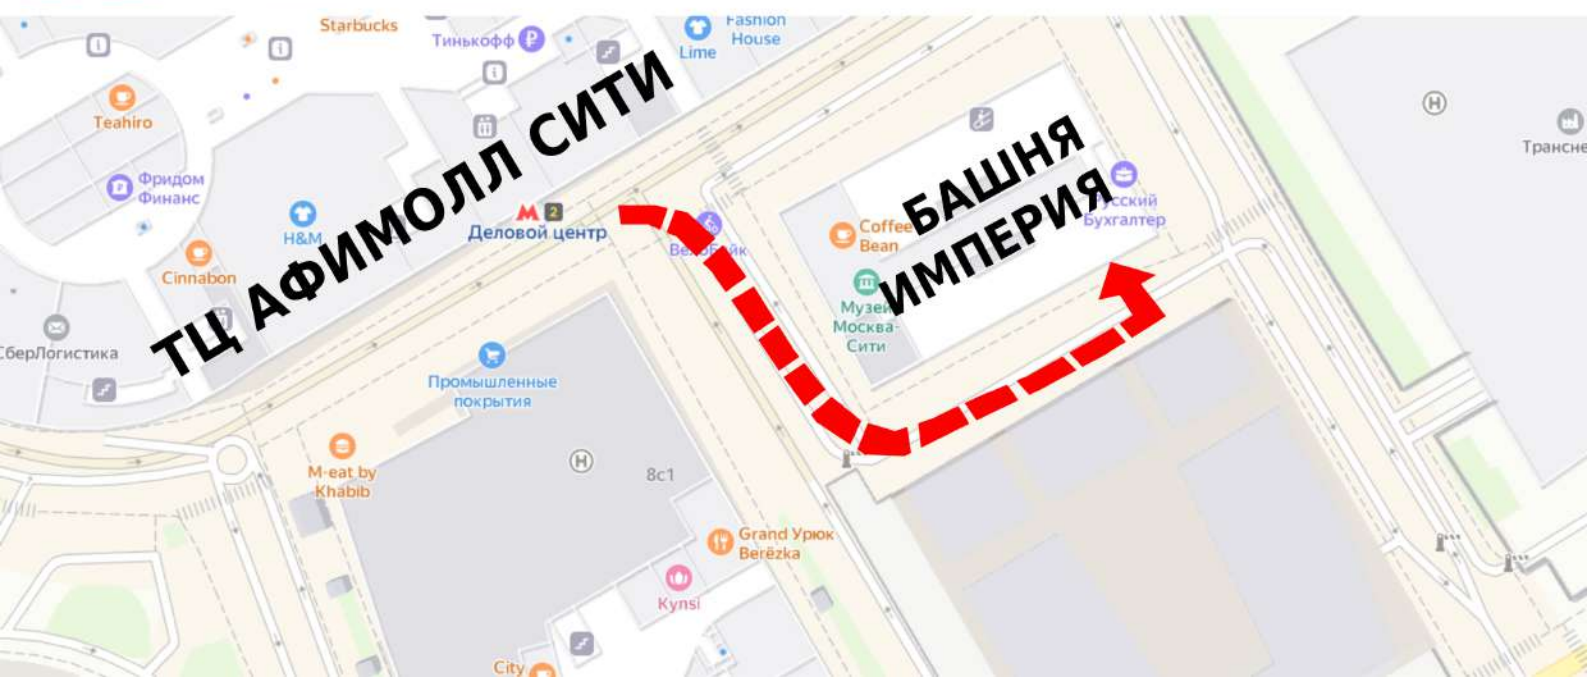 Starbucks
Тинькофф
Lime
Fashion
House
Teahiro
Фридом
Финанс
H&M
Cinnabon
СберЛогистика
ТЦ АФИМОЛЛ СИТИ
М 2
Деловой центр
БАШНЯ
ИМПЕРИЯ
Coffee
Bean
Русский
Бухгалтер
Музей
Москва-
Сити
Промышленные
покрытия
M-eat by
Khabib
8с1
Grand Урюк
Berëzka
Kynsi
City
H
H